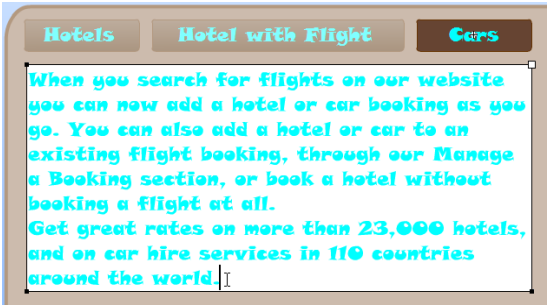 Hotels
Hotel with Flight
Cars
When you search for flights on our website
you can now add a hotel or car booking as you
go. You can also add a hotel or car to an
existing flight booking, through our Manage
a Booking section, or book a hotel without
booking a flight at all.
Get great rates on more than 23,000 hotels,
and on car hire services in 110 countries
around the world.